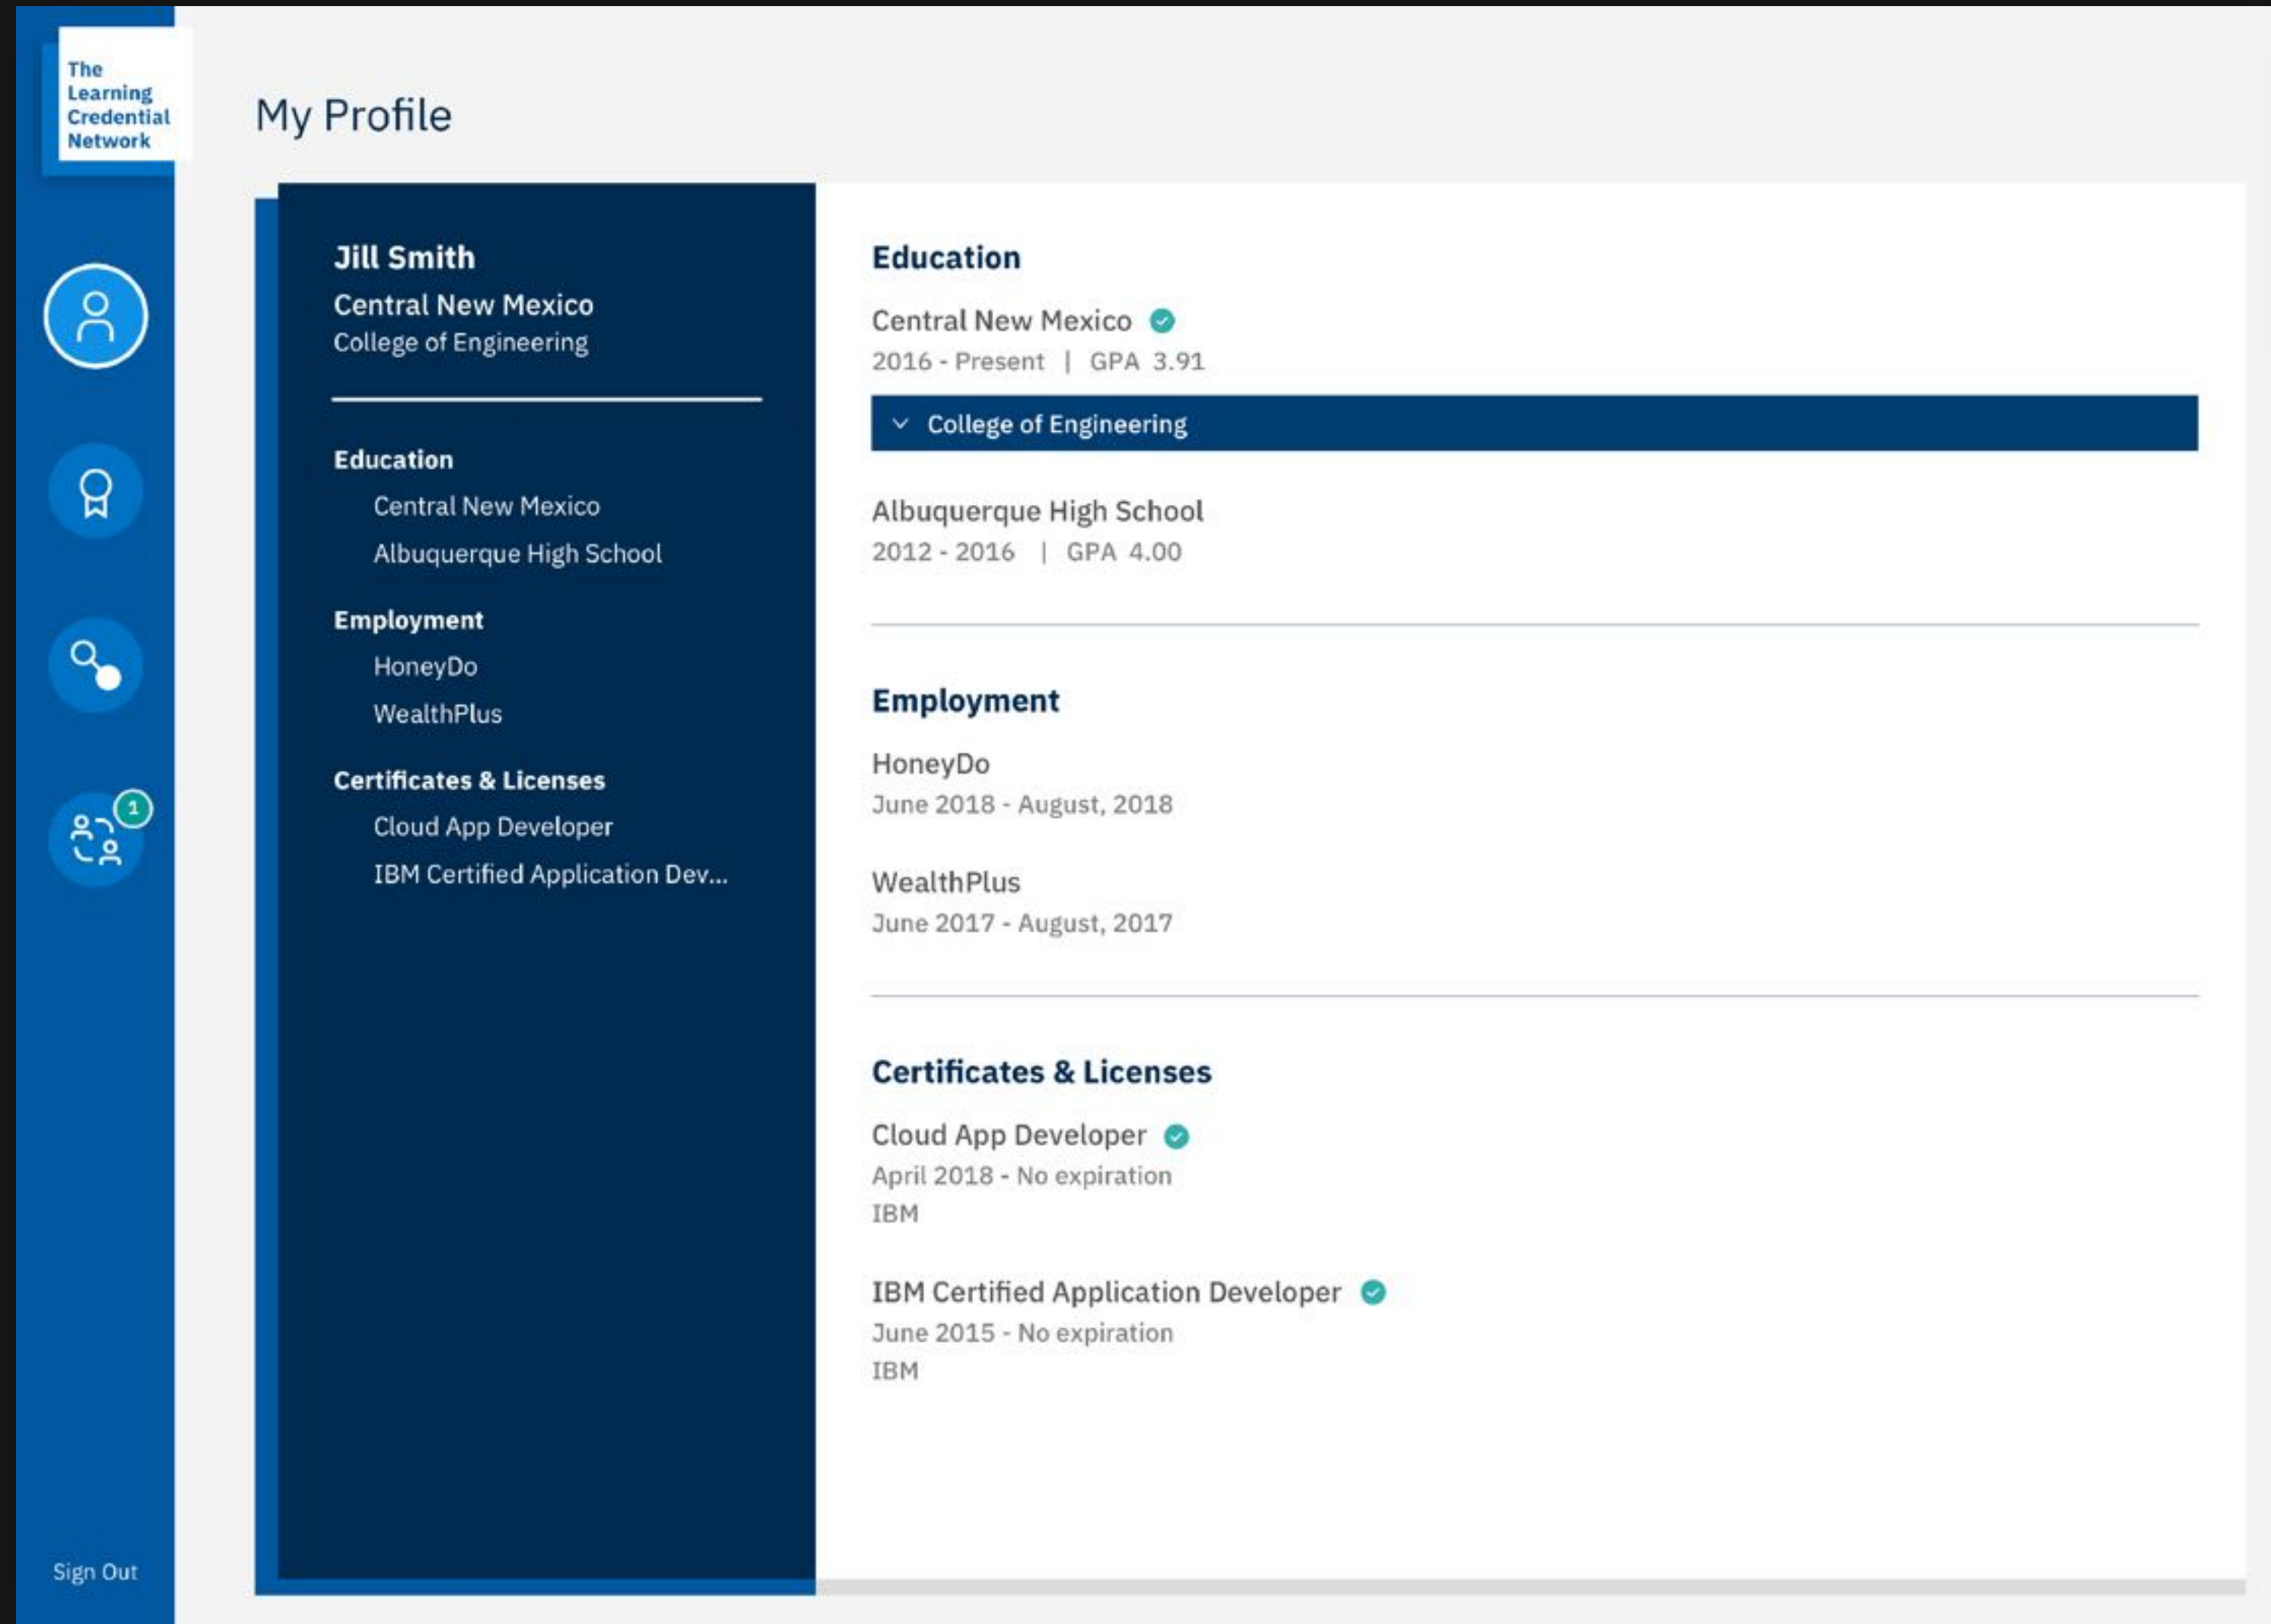 The
Learning
Credential
Network
My Profile
Jill Smith
Central New Mexico
College of Engineering
Education
Central New Mexico
Albuquerque High School
Employment
HoneyDo
WealthPlus
Certificates & Licenses
Cloud App Developer
IBM Certified Application Dev...
Education
Central New Mexico
2016 - Present | GPA 3.91
College of Engineering
Albuquerque High School
2012 - 2016 | GPA 4.00
Employment
HoneyDo
June 2018 - August, 2018
WealthPlus
June 2017 - August, 2017
Certificates & Licenses
Cloud App Developer
April 2018 - No expiration
IBM
IBM Certified Application Developer
June 2015 - No expiration
IBM
1
Sign Out